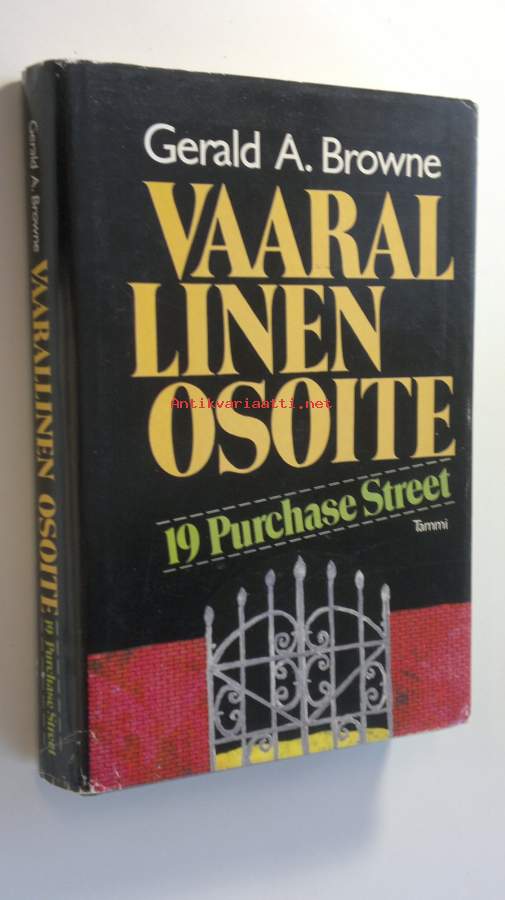 Gerald A. Browne
VAARAL
LINEN
OSOITE
19 Purchase Street
Tammi
Gerald A. Browne VAARALLINEN OSOITE 19 Purchase Street
Antikvariaatti.net